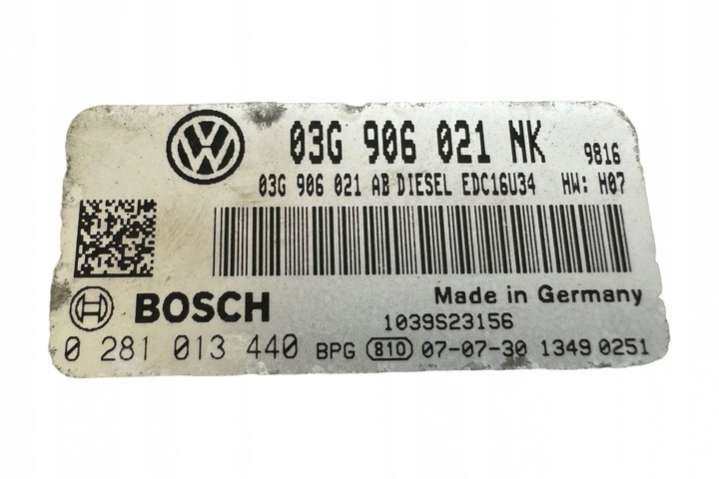 03G 906 021 NK 9816
03G 906 021 AB DIESEL EDC16U34 HW: H07
BOSCH Made in Germany
1039S23156
0 281 013 440 BPG 810 07-07-30 1349 0251